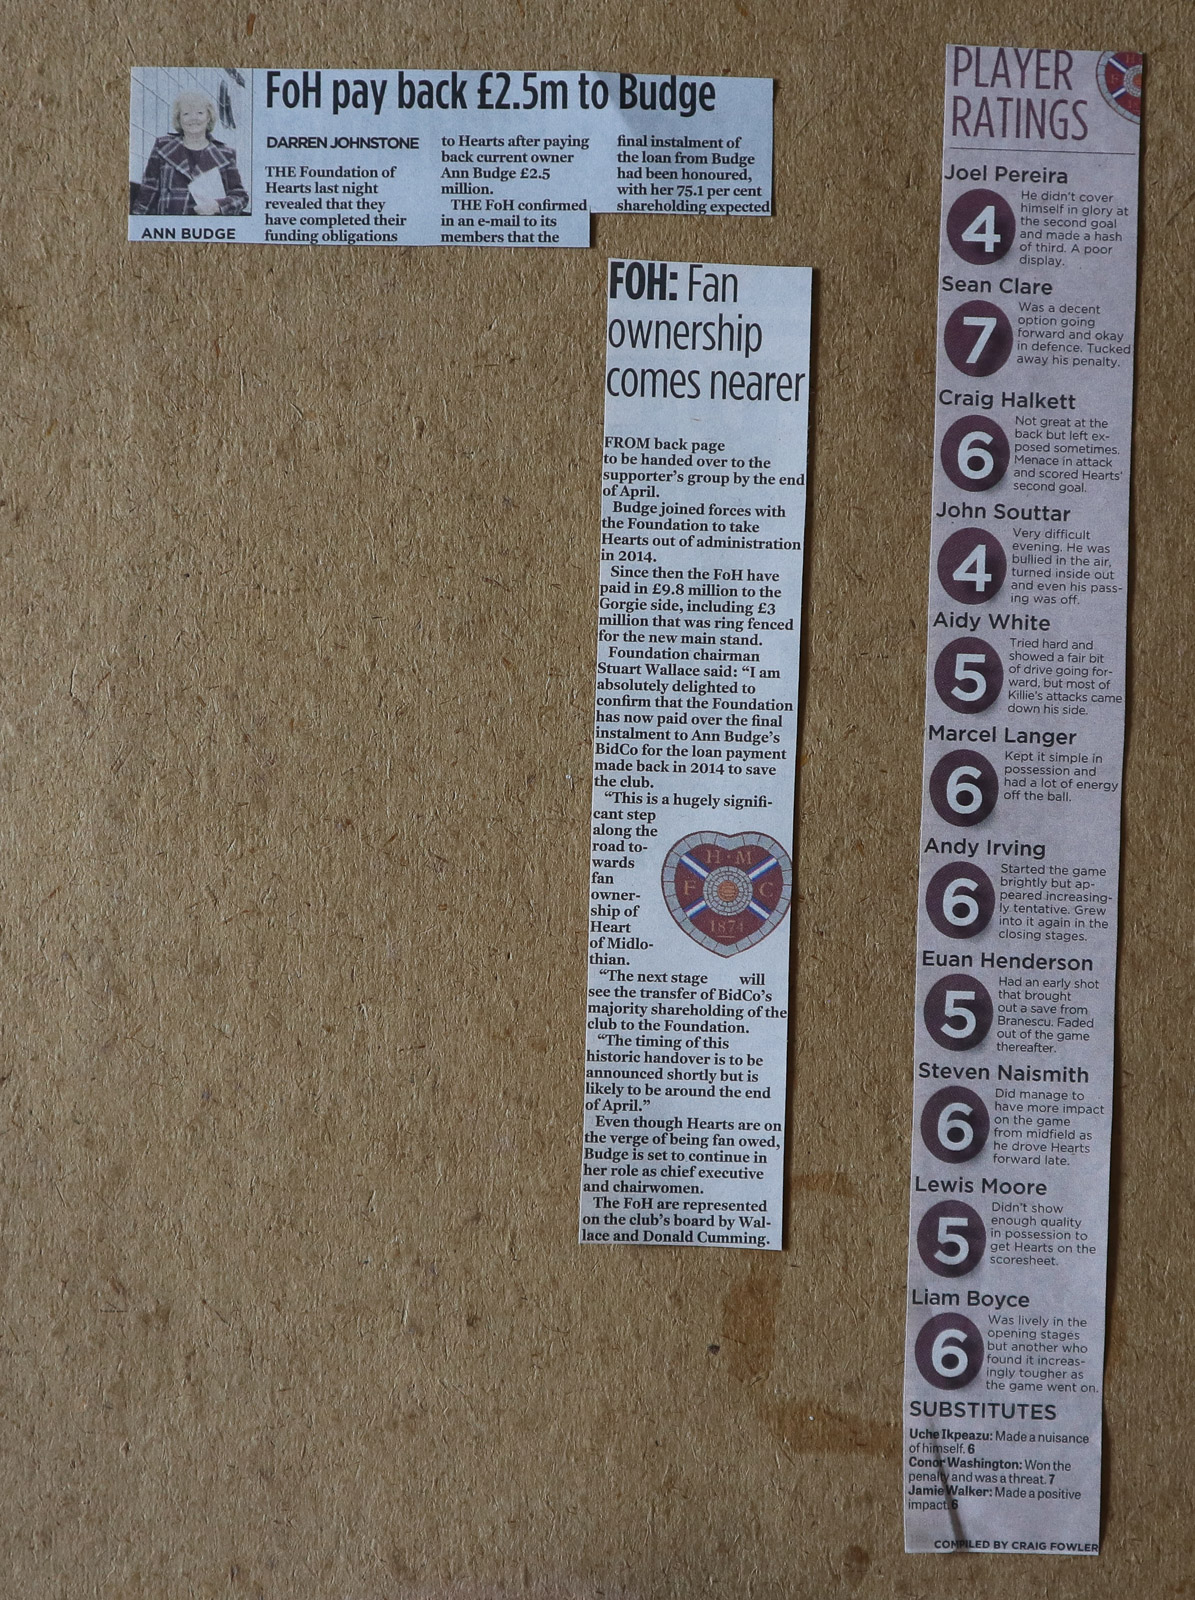 FoH pay back £2.5m to Budge
ANN BUDGE
DARREN JOHNSTONE
THE Foundation of
Hearts last night
revealed that they
have completed their
funding obligations
to Hearts after paying
back current owner
Ann Budge £2.5
million.
THE FoH confirmed
in an e-mail to its
members that the
final instalment of
the loan from Budge
had been honoured,
with her 75.1 per cent
shareholding expected
FOH: Fan
ownership
comes nearer
FROM back page
to be handed over to the
supporter's group by the end
of April.
Budge joined forces with
the Foundation to take
Hearts out of administration
in 2014.
Since then the FoH have
paid in £9.8 million to the
Gorgie side, including £3
million that was ring fenced
for the new main stand.
Foundation chairman
Stuart Wallace said: “I am
absolutely delighted to
confirm that the Foundation
has now paid over the final
instalment to Ann Budge's
BidCo for the loan payment
made back in 2014 to save
the club.
“This is a hugely signifi-
cant step
along the
road to-
wards
fan
owner-
ship of
Heart
of Midlo-
thian.
H M
F C
1874
“The next stage will
see the transfer of BidCo's
majority shareholding of the
club to the Foundation.
“The timing of this
historic handover is to be
announced shortly but is
likely to be around the end
of April.”
Even though Hearts are on
the verge of being fan owed,
Budge is set to continue in
her role as chief executive
and chairwomen.
The FoH are represented
on the club's board by Wal-
lace and Donald Cumming.
PLAYER
RATINGS
Joel Pereira
4
He didn't cover
himself in glory at
the second goal
and made a hash
of third. A poor
display.
Sean Clare
7
Was a decent
option going
forward and okay
in defence. Tucked
away his penalty.
Craig Halkett
6
Not great at the
back but left ex-
posed sometimes.
Menace in attack
and scored Hearts'
second goal.
John Souttar
4
Very difficult
evening. He was
bullied in the air,
turned inside out
and even his pass-
ing was off.
Aidy White
5
Tried hard and
showed a fair bit
of drive going for-
ward, but most of
Killie's attacks came
down his side.
Marcel Langer
6
Kept it simple in
possession and
had a lot of energy
off the ball.
Andy Irving
6
Started the game
brightly but ap-
peared increasing-
ly tentative. Grew
into it again in the
closing stages.
Euan Henderson
5
Had an early shot
that brought
out a save from
Branescu. Faded
out of the game
thereafter.
Steven Naismith
6
Did manage to
have more impact
on the game
from midfield as
he drove Hearts
forward late.
Lewis Moore
5
Didn't show
enough quality
in possession to
get Hearts on the
scoresheet.
Liam Boyce
6
Was lively in the
opening stages
but another who
found it increas-
ingly tougher as
the game went on.
SUBSTITUTES
Uche Ikpeazu: Made a nuisance
of himself. 6
Conor Washington: Won the
penalty and was a threat. 7
Jamie Walker: Made a positive
impact. 6
COMPILED BY CRAIG FOWLER